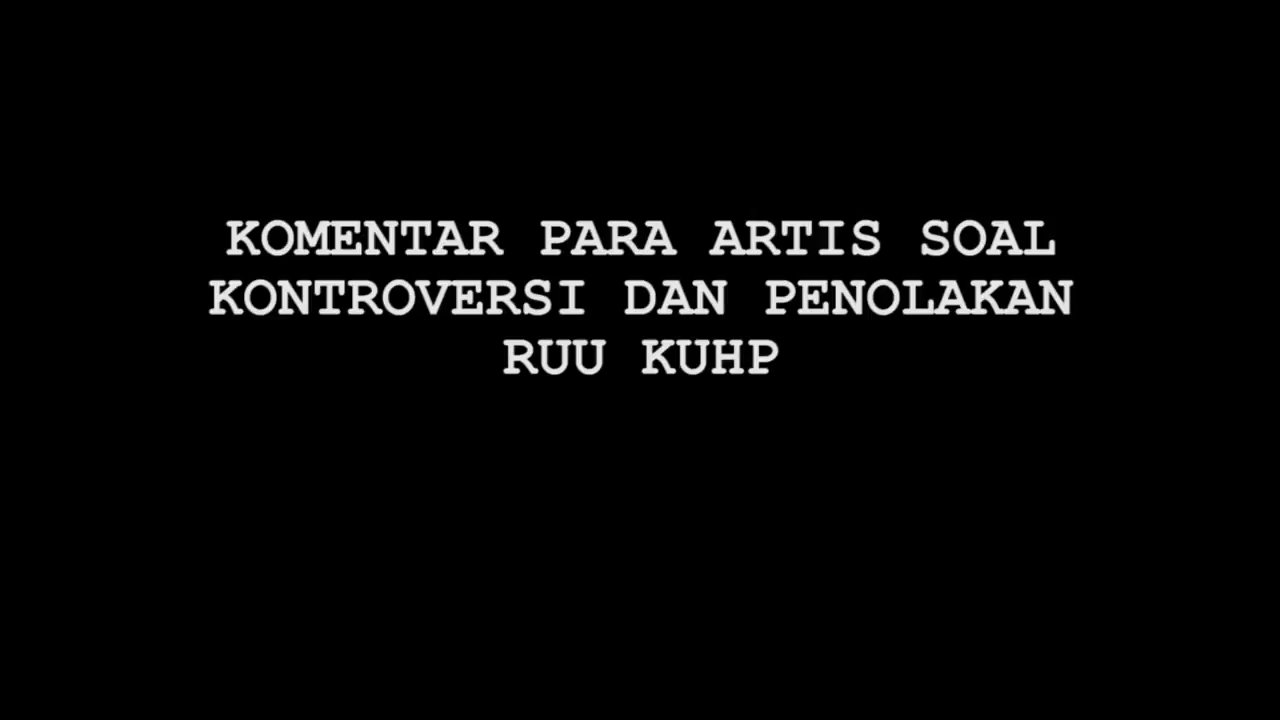 KOMENTAR PARA ARTIS SOAL
KONTROVERSI DAN PENOLAKAN
RUU KUHP